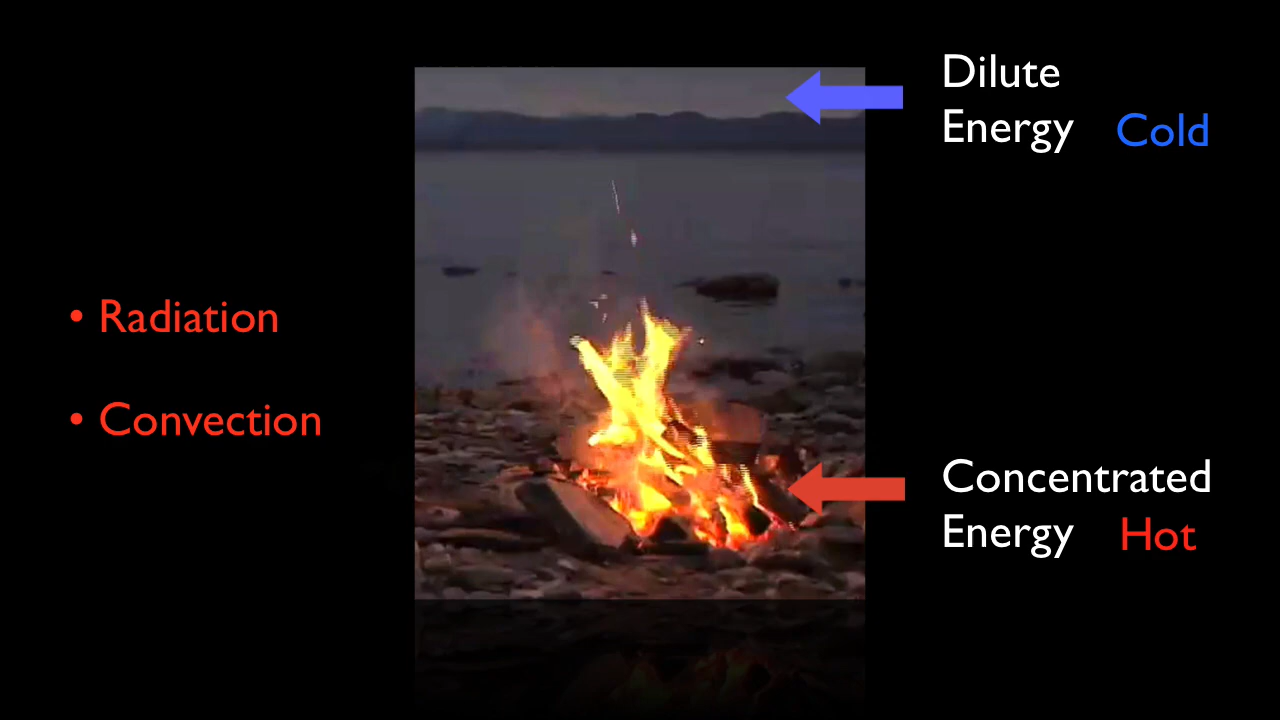 Dilute
Energy Cold
• Radiation
• Convection
Concentrated
Energy Hot